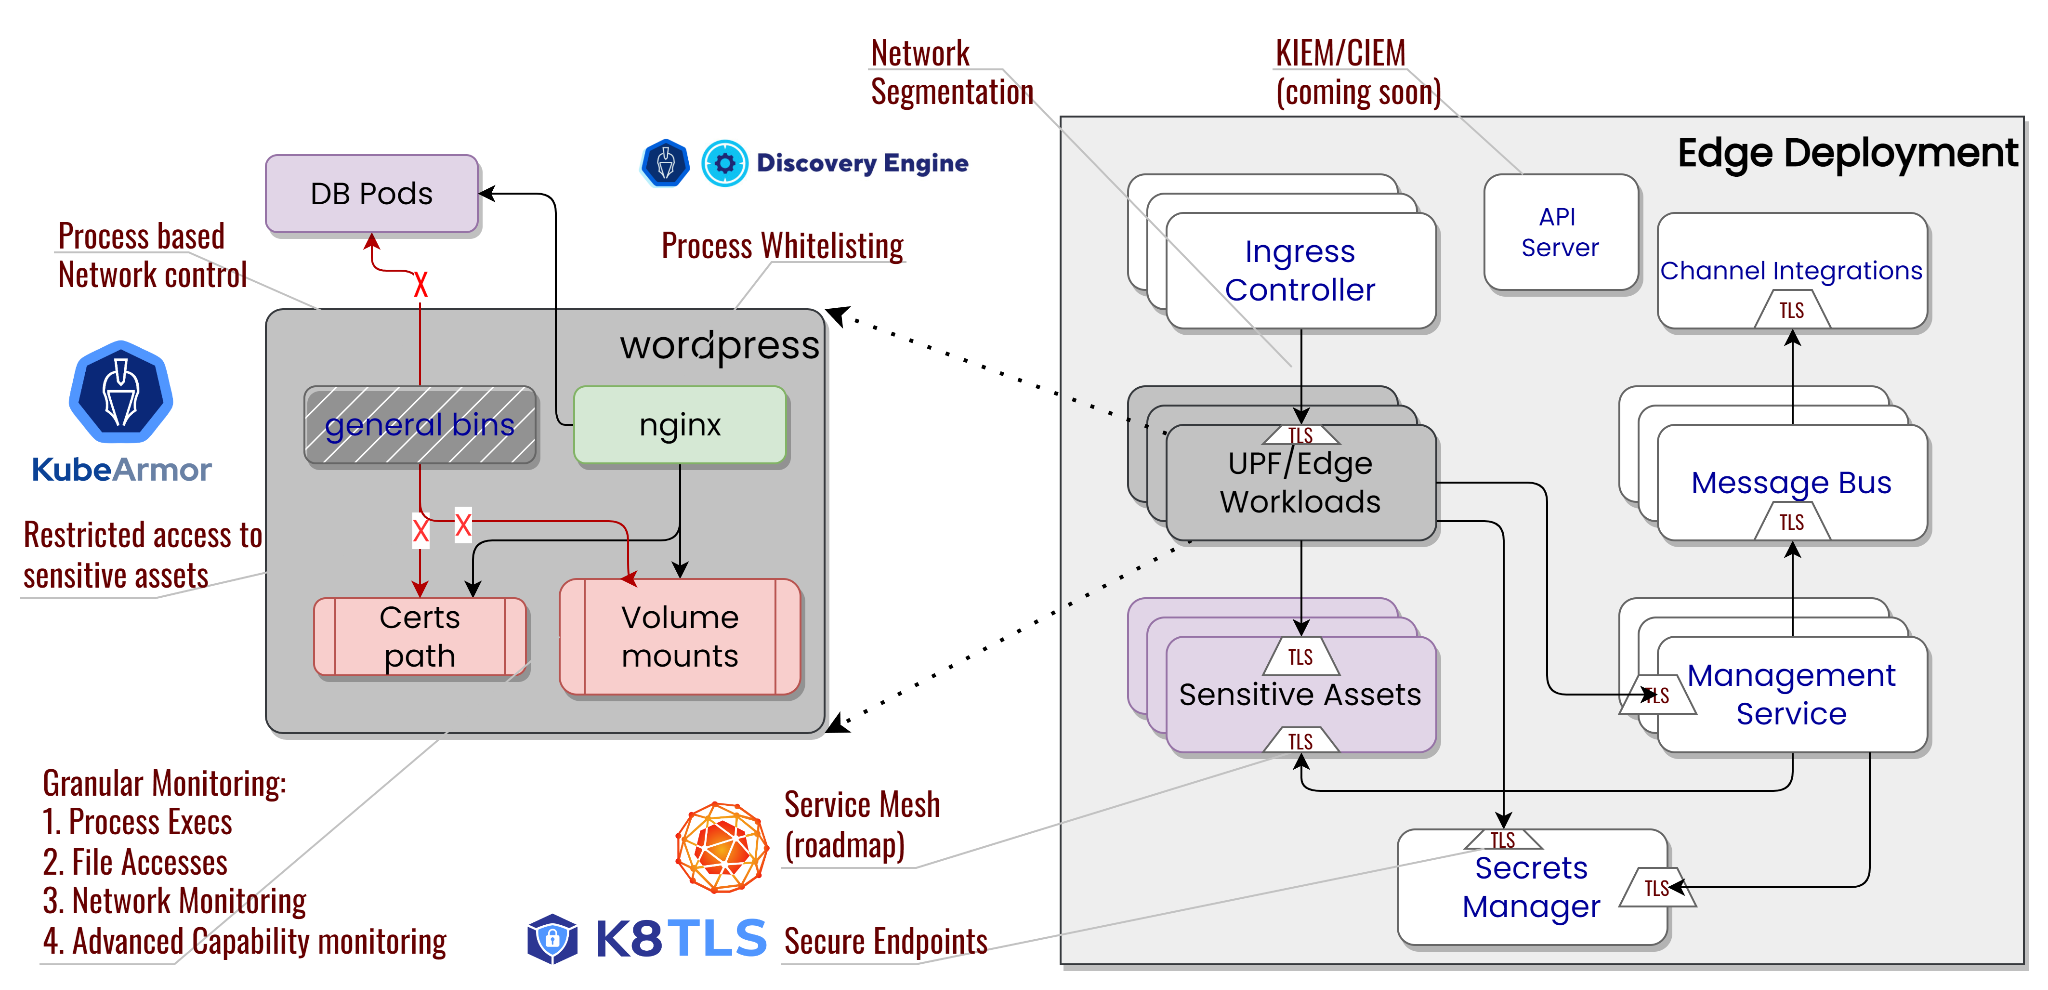 Network
Segmentation
KIEM/CIEM
(coming soon)
Edge Deployment
Discovery Engine
DB Pods
Process based
Network control
Process Whitelisting
X
wordpress
general bins
nginx
KubeArmor
Restricted access to
sensitive assets
X
X
Certs
path
Volume
mounts
Granular Monitoring:
1. Process Execs
2. File Accesses
3. Network Monitoring
4. Advanced Capability monitoring
Service Mesh
(roadmap)
K8TLS
Secure Endpoints
Ingress
Controller
API
Server
Channel Integrations
TLS
TLS
UPF/Edge
Workloads
Message Bus
TLS
TLS
Sensitive Assets
TLS
TLS
Management
Service
TLS
Secrets
Manager
TLS